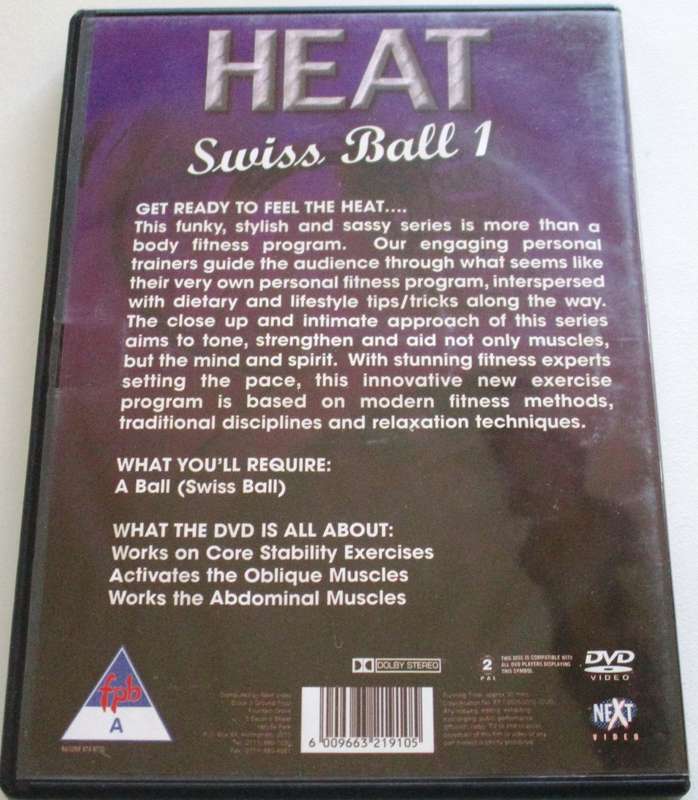 HEAT
Swiss Ball 1
GET READY TO FEEL THE HEAT....
This funky, stylish and sassy series is more than a
body fitness program. Our engaging personal
trainers guide the audience through what seems like
their very own personal fitness program, interspersed
with dietary and lifestyle tips/tricks along the way.
The close up and intimate approach of this series
aims to tone, strengthen and aid not only muscles,
but the mind and spirit. With stunning fitness experts
setting the pace, this innovative new exercise
program is based on modern fitness methods,
traditional disciplines and relaxation techniques.
WHAT YOU'LL REQUIRE:
A Ball (Swiss Ball)
WHAT THE DVD IS ALL ABOUT:
Works on Core Stability Exercises
Activates the Oblique Muscles
Works the Abdominal Muscles
fpb
A
DOLBY STEREO
2
PAL
THIS DISC IS COMPATIBLE WITH
ALL DVD PLAYERS DISPLAYING
THIS SYMBOL
DVD
VIDEO
Distributed by Next Video
6 009663 219105
NEXT
VIDEO